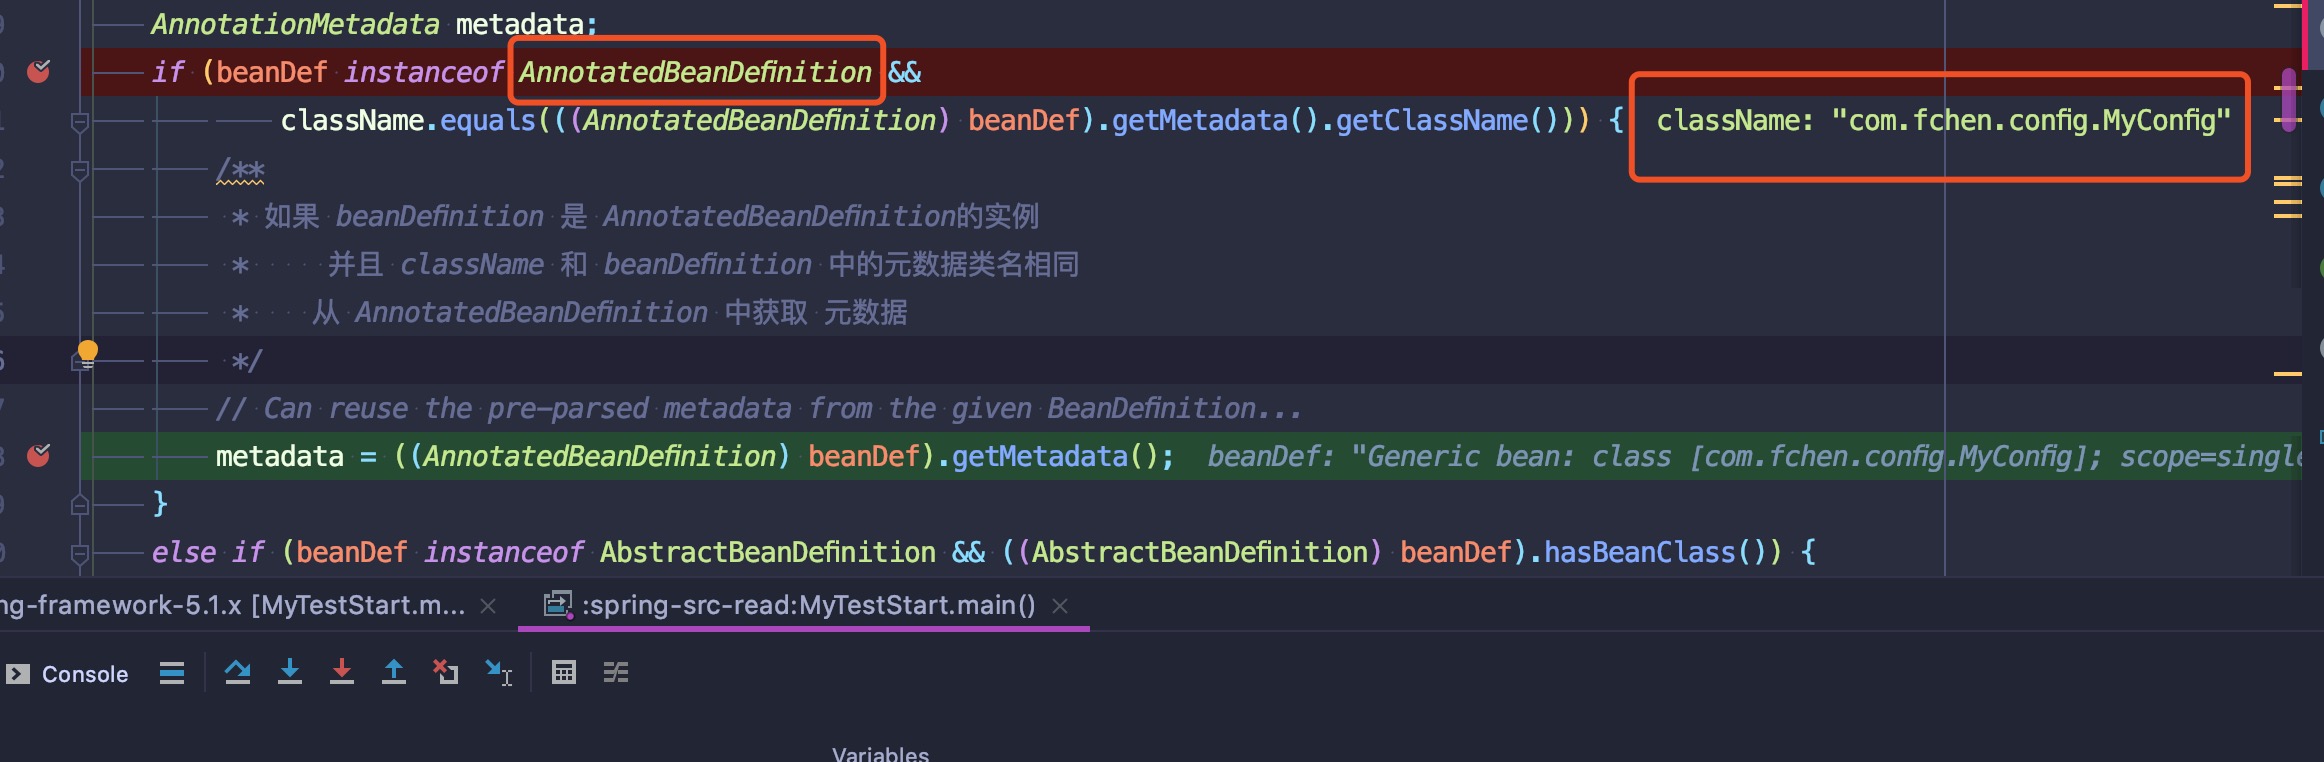 AnnotationMetadata metadata;
if (beanDef instanceof AnnotatedBeanDefinition &&
className.equals(((AnnotatedBeanDefinition) beanDef).getMetadata().getClassName())) { className: "com.fchen.config.MyConfig"
/**
* 如果 beanDefinition 是 AnnotatedBeanDefinition的实例
* 并且 className 和 beanDefinition 中的元数据类名相同
* 从 AnnotatedBeanDefinition 中获取 元数据
*/
// Can reuse the pre-parsed metadata from the given BeanDefinition...
metadata = ((AnnotatedBeanDefinition) beanDef).getMetadata(); beanDef: "Generic bean: class [com.fchen.config.MyConfig]; scope=single
}
else if (beanDef instanceof AbstractBeanDefinition && ((AbstractBeanDefinition) beanDef).hasBeanClass()) {
ng-framework-5.1.x [MyTestStart.m... :spring-src-read:MyTestStart.main()
Console
Variables